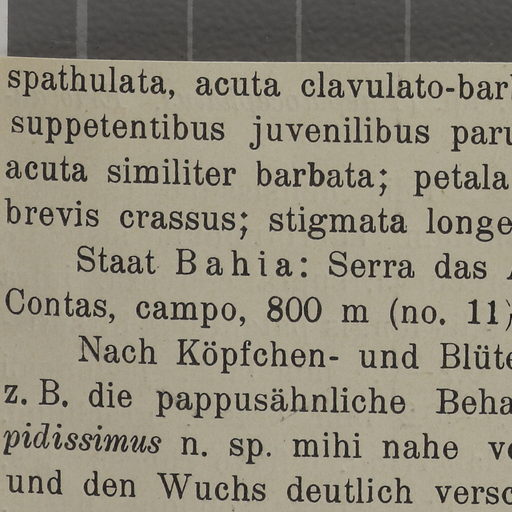 spathulata, acuta clavulato-bar
suppetentibus juvenilibus paru
acuta similiter barbata; petala
brevis crassus; stigmata longe
Staat Bahia: Serra das
Contas, campo, 800 m (no. 11)
Nach Köpfchen- und Blüte
z. B. die pappusähnliche Beha
pidissimus n. sp. mihi nahe ve
und den Wuchs deutlich versc